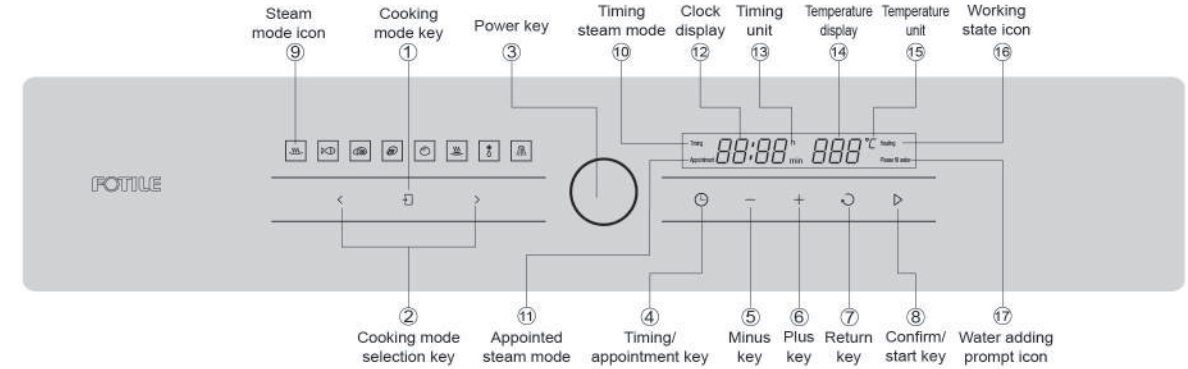 Steam
mode icon
⑨
Cooking
mode key
①
Power key
③
Timing
steam mode
⑩
Clock
display
⑫
Timing
unit
⑬
Temperature
display
⑭
Temperature
unit
⑮
Working
state icon
⑯
FOTILE
Timing
Appointment
88:88
h
min
888
°C
Heating
Please fill water
②
Cooking mode
selection key
⑪
Appointed
steam mode
④
Timing/
appointment key
⑤
Minus
key
⑥
Plus
key
⑦
Return
key
⑧
Confirm/
start key
⑰
Water adding
prompt icon